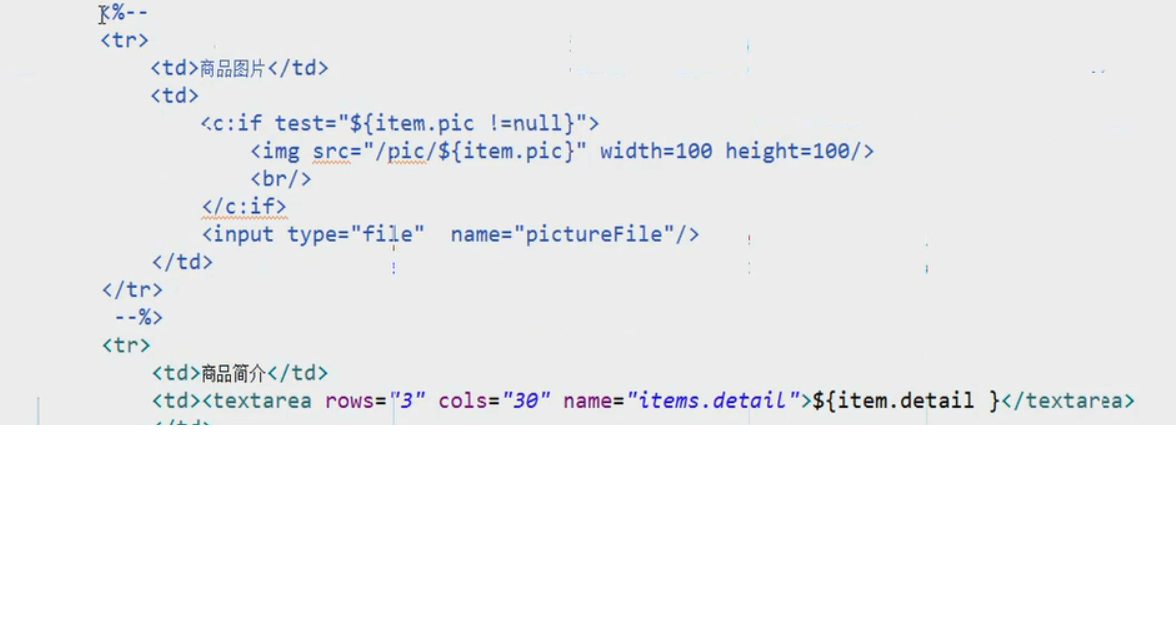 <%--
<tr>
<td>商品图片</td>
<td>
<c:if test="${item.pic !=null}">
<img src="/pic/${item.pic}" width=100 height=100/>
<br/>
</c:if>
<input type="file"  name="pictureFile"/>
</td>
</tr>
--%>
<tr>
<td>商品简介</td>
<td><textarea rows="3" cols="30" name="items.detail">${item.detail }</textarea>